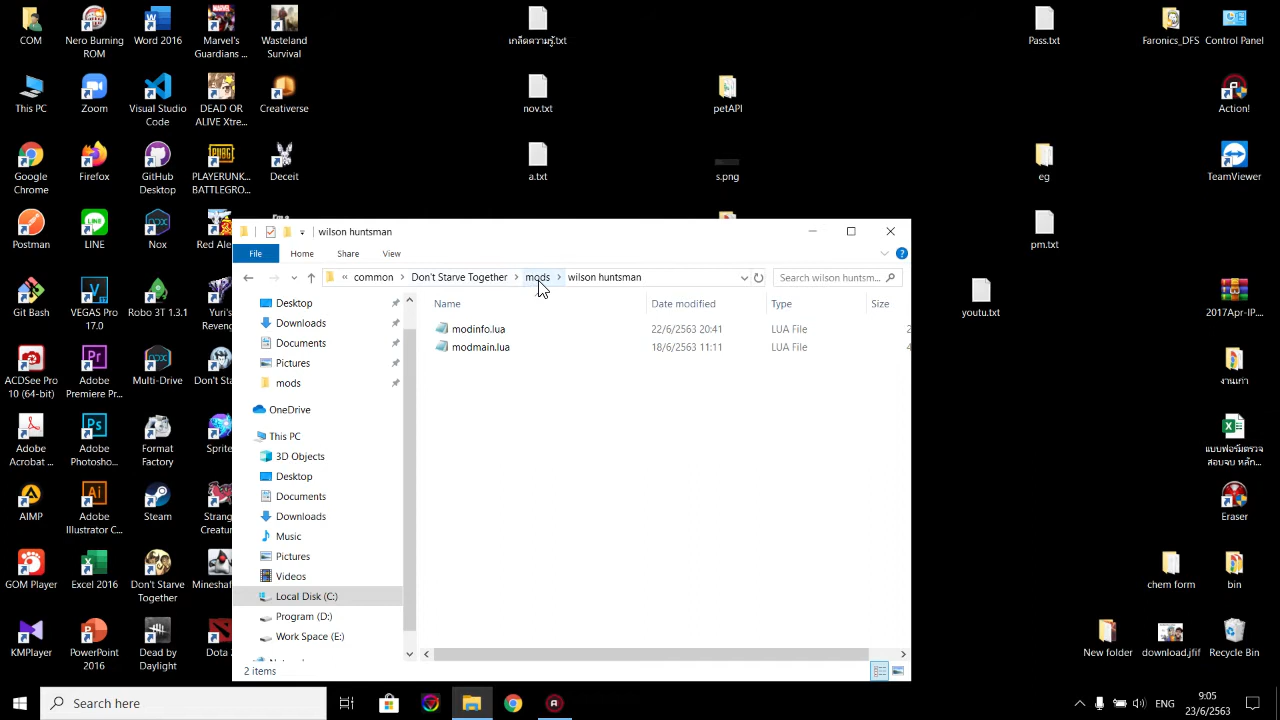 COM
Nero Burning
ROM
Word 2016
Marvel's
Guardians ...
Wasteland
Survival
เกล็ดความรู้.txt
Pass.txt
Faronics_DFS
Control Panel
This PC
Zoom
Visual Studio
Code
DEAD OR
ALIVE Xtre...
Creativerse
nov.txt
petAPI
Action!
Google
Chrome
Firefox
GitHub
Desktop
PLAYERUNK...
BATTLEGRO...
Deceit
a.txt
s.png
eg
TeamViewer
Postman
LINE
Nox
Red Ale
pm.txt
Git Bash
VEGAS Pro
17.0
Robo 3T 1.3.1
Yuri's
Reveng
youtu.txt
2017Apr-IP....
ACDSee Pro
10 (64-bit)
Adobe
Premiere Pr...
Multi-Drive
Don't Sta
งานเก่า
Adobe
Acrobat ...
Adobe
Photosho...
Format
Factory
Sprite
แบบฟอร์มตรวจ
สอบจบ หลัก...
AIMP
Adobe
Illustrator C...
Steam
Strang
Creatur
Eraser
GOM Player
Excel 2016
Don't Starve
Together
Minesha
chem form
bin
KMPlayer
PowerPoint
2016
Dead by
Daylight
Dota
New folder
download.jfif
Recycle Bin
wilson huntsman
File
Home
Share
View
« common > Don't Starve Together > mods > wilson huntsman
Search wilson huntsm...
Desktop
Downloads
Documents
Pictures
mods
OneDrive
This PC
3D Objects
Desktop
Documents
Downloads
Music
Pictures
Videos
Local Disk (C:)
Program (D:)
Work Space (E:)
Name
Date modified
Type
Size
modinfo.lua
22/6/2563 20:41
LUA File
2
modmain.lua
18/6/2563 11:11
LUA File
4
2 items
Search here
ENG
9:05
23/6/2563